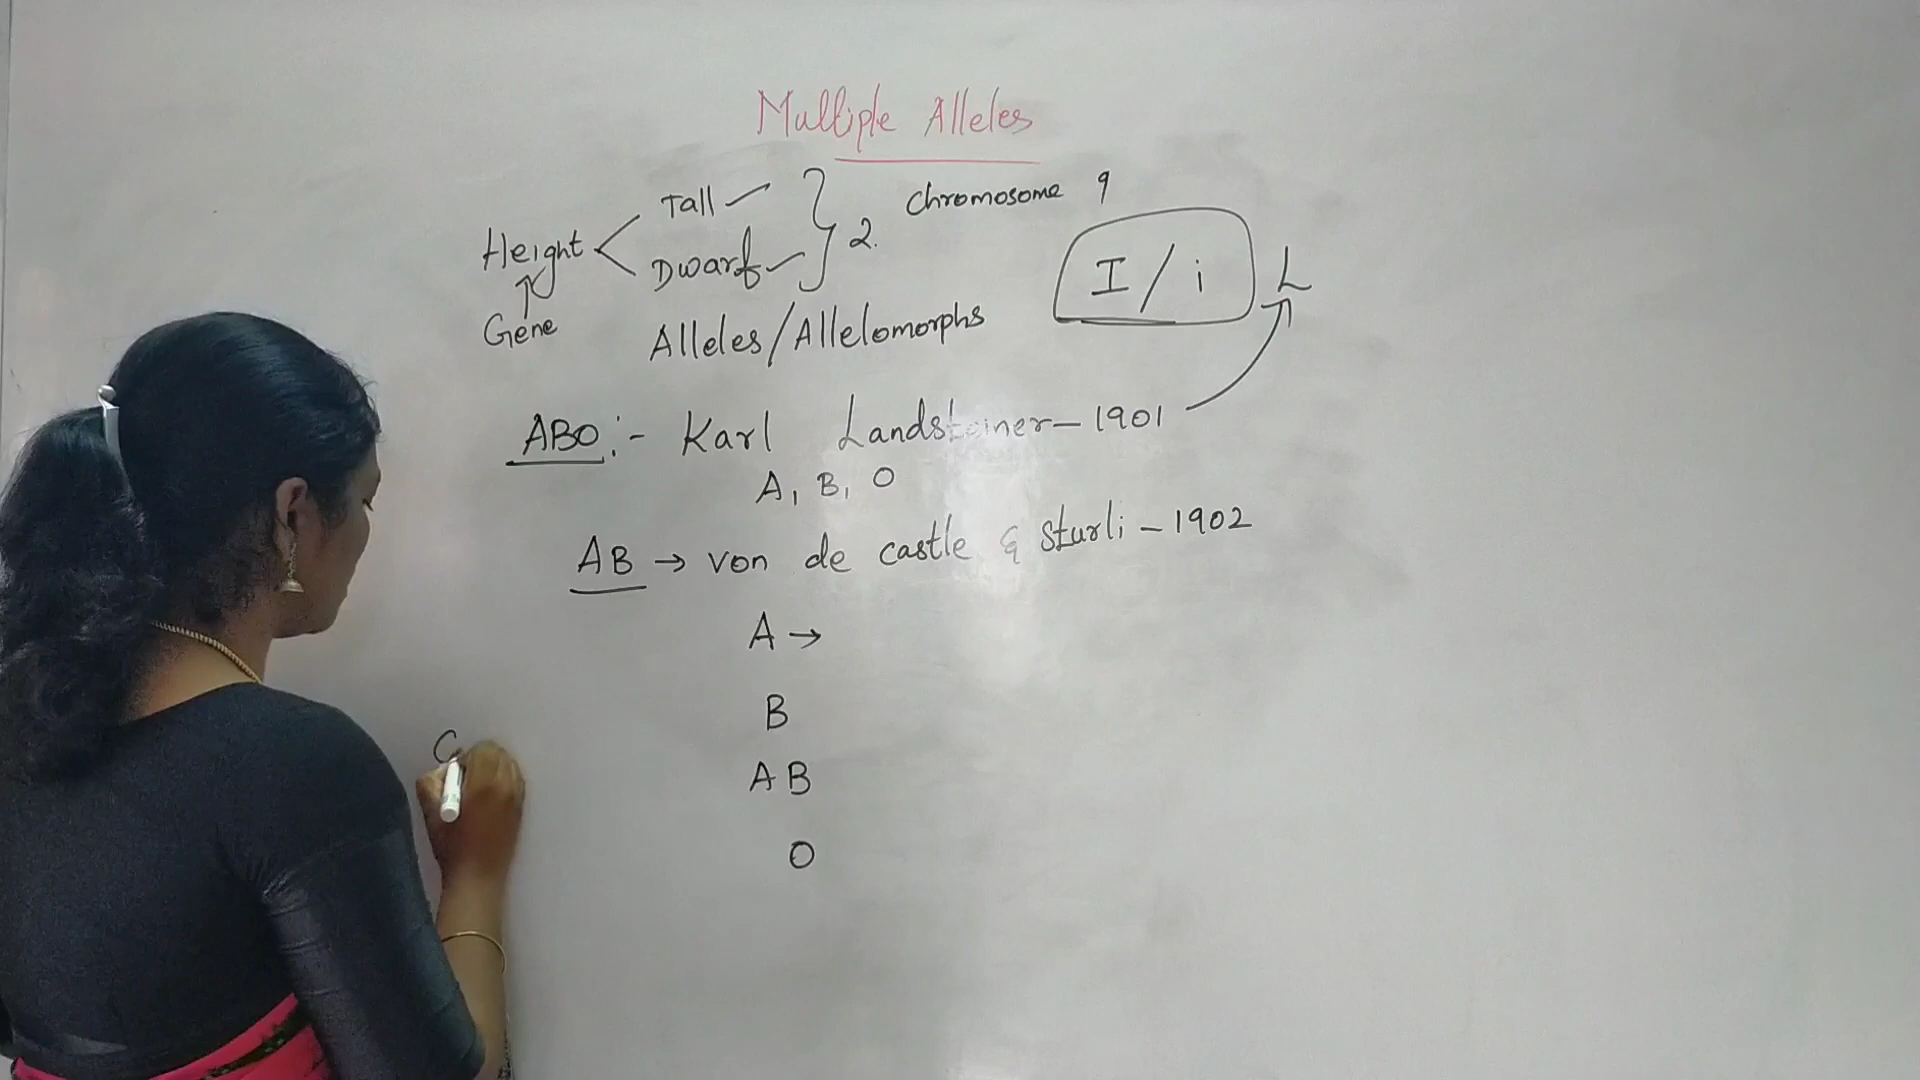 Multiple Alleles
Tall
Chromosome 9
Height
2.
Dwarf
I/i L
Gene
Alleles/Allelomorphs
ABO:- Karl Landsteiner - 1901
A, B, O
AB → von de castle & Sturli - 1902
A →
B
C
AB
O